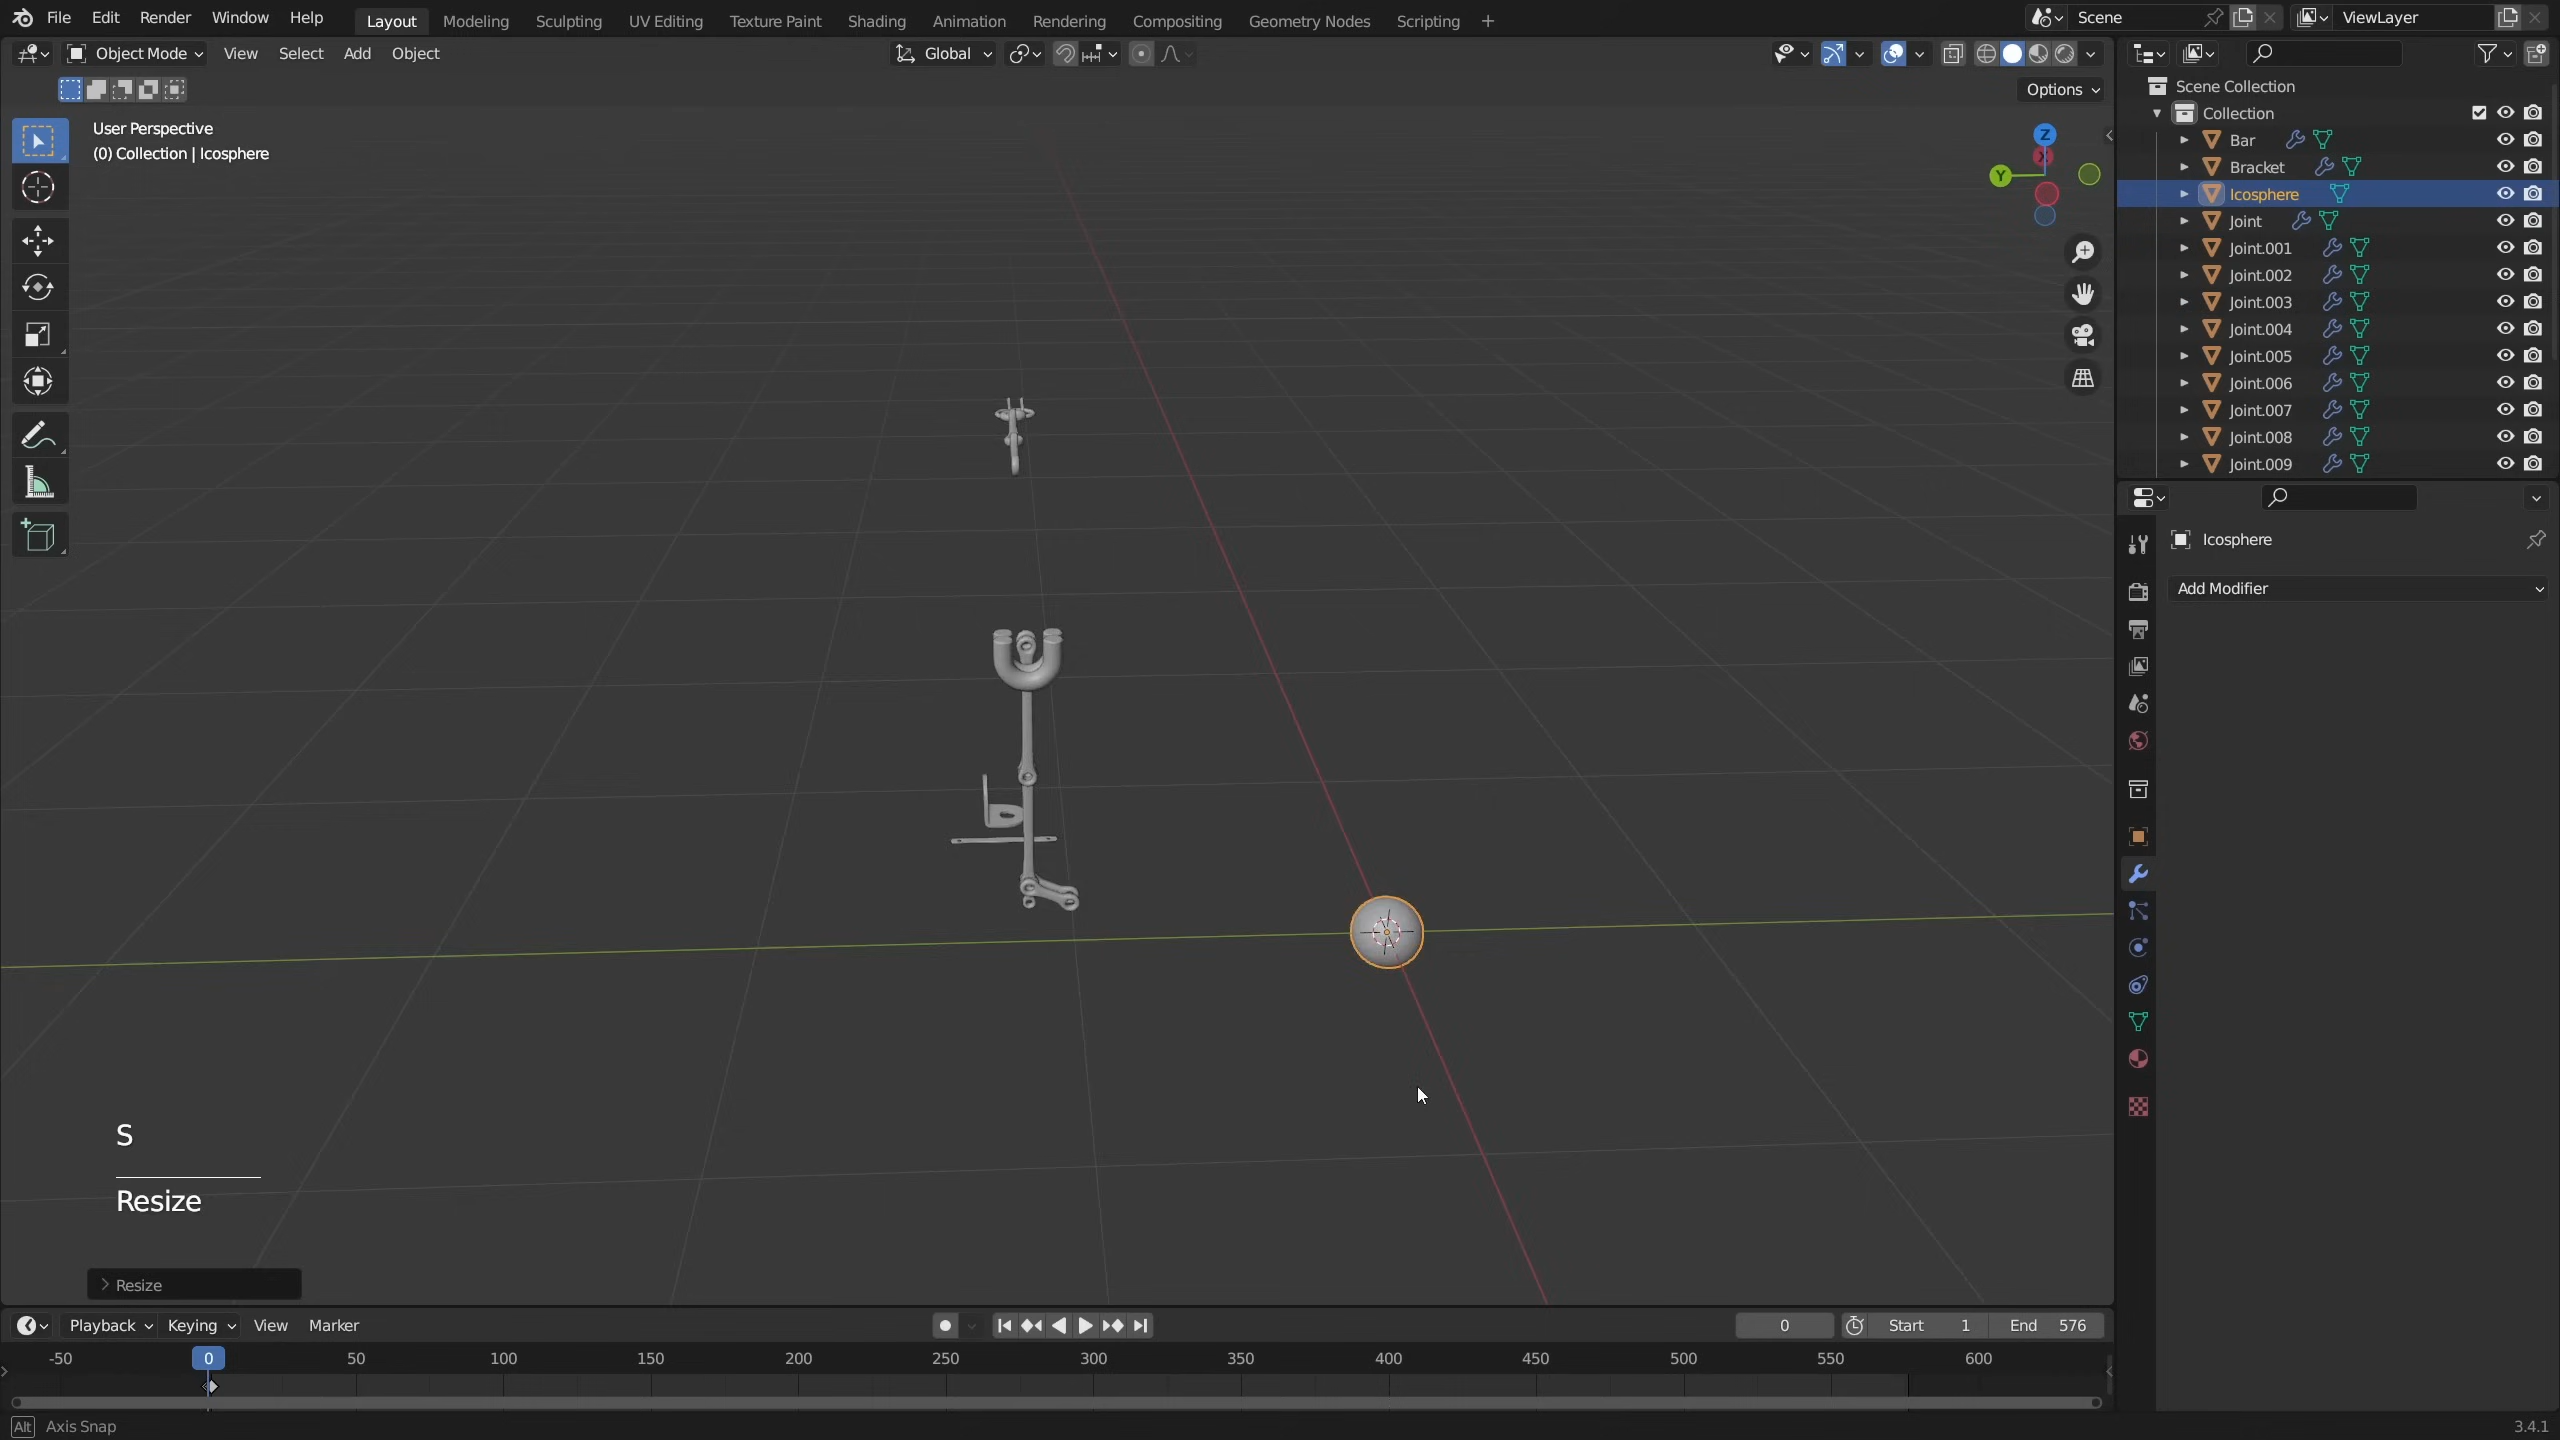 File Edit Render Window Help Layout Modeling Sculpting UV Editing Texture Paint Shading Animation Rendering Compositing Geometry Nodes Scripting + Scene ViewLayer
Object Mode View Select Add Object Global
Options
User Perspective
(0) Collection | Icosphere
Z
X
Y
Scene Collection
Collection
Bar
Bracket
Icosphere
Joint
Joint.001
Joint.002
Joint.003
Joint.004
Joint.005
Joint.006
Joint.007
Joint.008
Joint.009
Icosphere
Add Modifier
S
Resize
Resize
Playback Keying View Marker 0 Start 1 End 576
-50 0 50 100 150 200 250 300 350 400 450 500 550 600
Alt Axis Snap 3.4.1